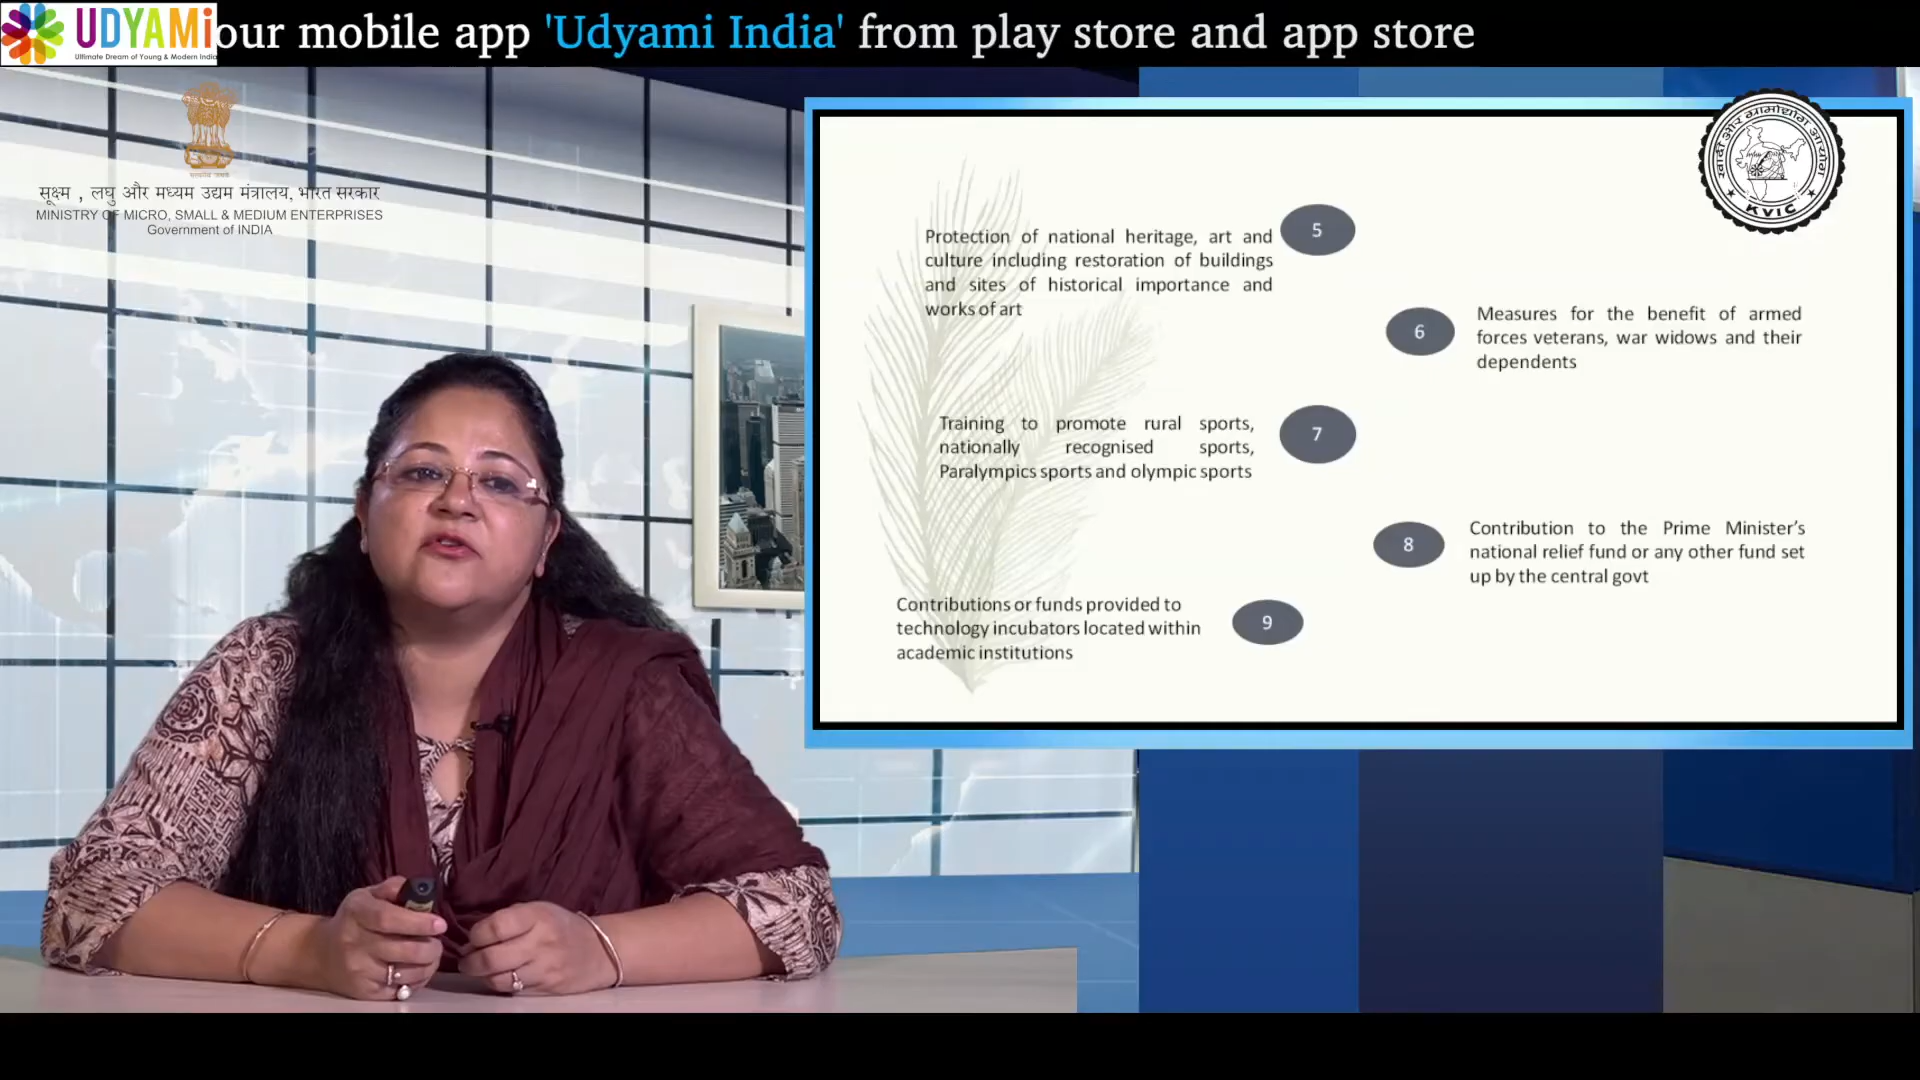 our mobile app 'Udyami India' from play store and app store
UDYAMi
Ultimate Dream of Young & Modern India
सूक्ष्म , लघु और मध्यम उद्यम मंत्रालय, भारत सरकार
MINISTRY OF MICRO, SMALL & MEDIUM ENTERPRISES
Government of INDIA
खादी और ग्रामोद्योग आयोग
KVIC
5
Protection of national heritage, art and
culture including restoration of buildings
and sites of historical importance and
works of art
6
Measures for the benefit of armed
forces veterans, war widows and their
dependents
7
Training to promote rural sports,
nationally recognised sports,
Paralympics sports and olympic sports
8
Contribution to the Prime Minister’s
national relief fund or any other fund set
up by the central govt
9
Contributions or funds provided to
technology incubators located within
academic institutions